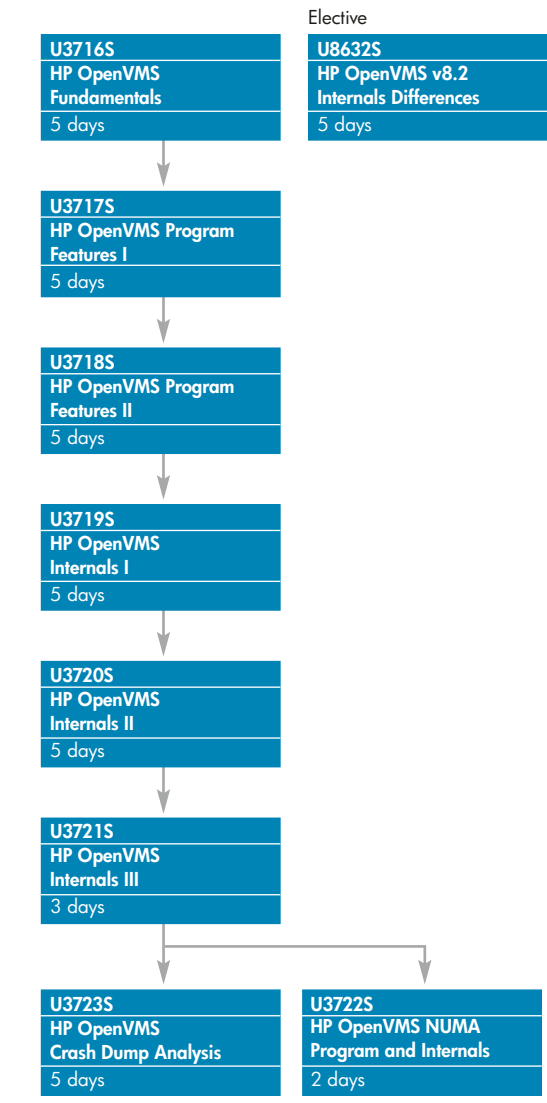 Elective
U3716S
HP OpenVMS
Fundamentals
5 days
U8632S
HP OpenVMS v8.2
Internals Differences
5 days
U3717S
HP OpenVMS Program
Features I
5 days
U3718S
HP OpenVMS Program
Features II
5 days
U3719S
HP OpenVMS
Internals I
5 days
U3720S
HP OpenVMS
Internals II
5 days
U3721S
HP OpenVMS
Internals III
3 days
U3723S
HP OpenVMS
Crash Dump Analysis
5 days
U3722S
HP OpenVMS NUMA
Program and Internals
2 days